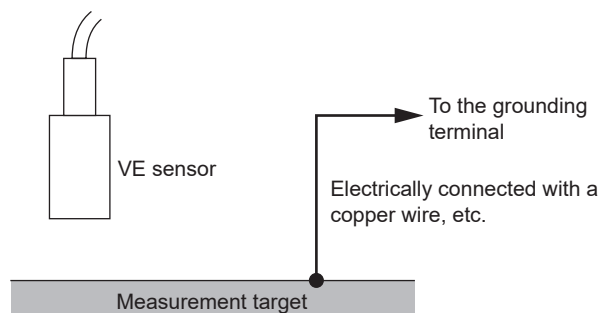 To the grounding
terminal
VE sensor
Electrically connected with a
copper wire, etc.
Measurement target